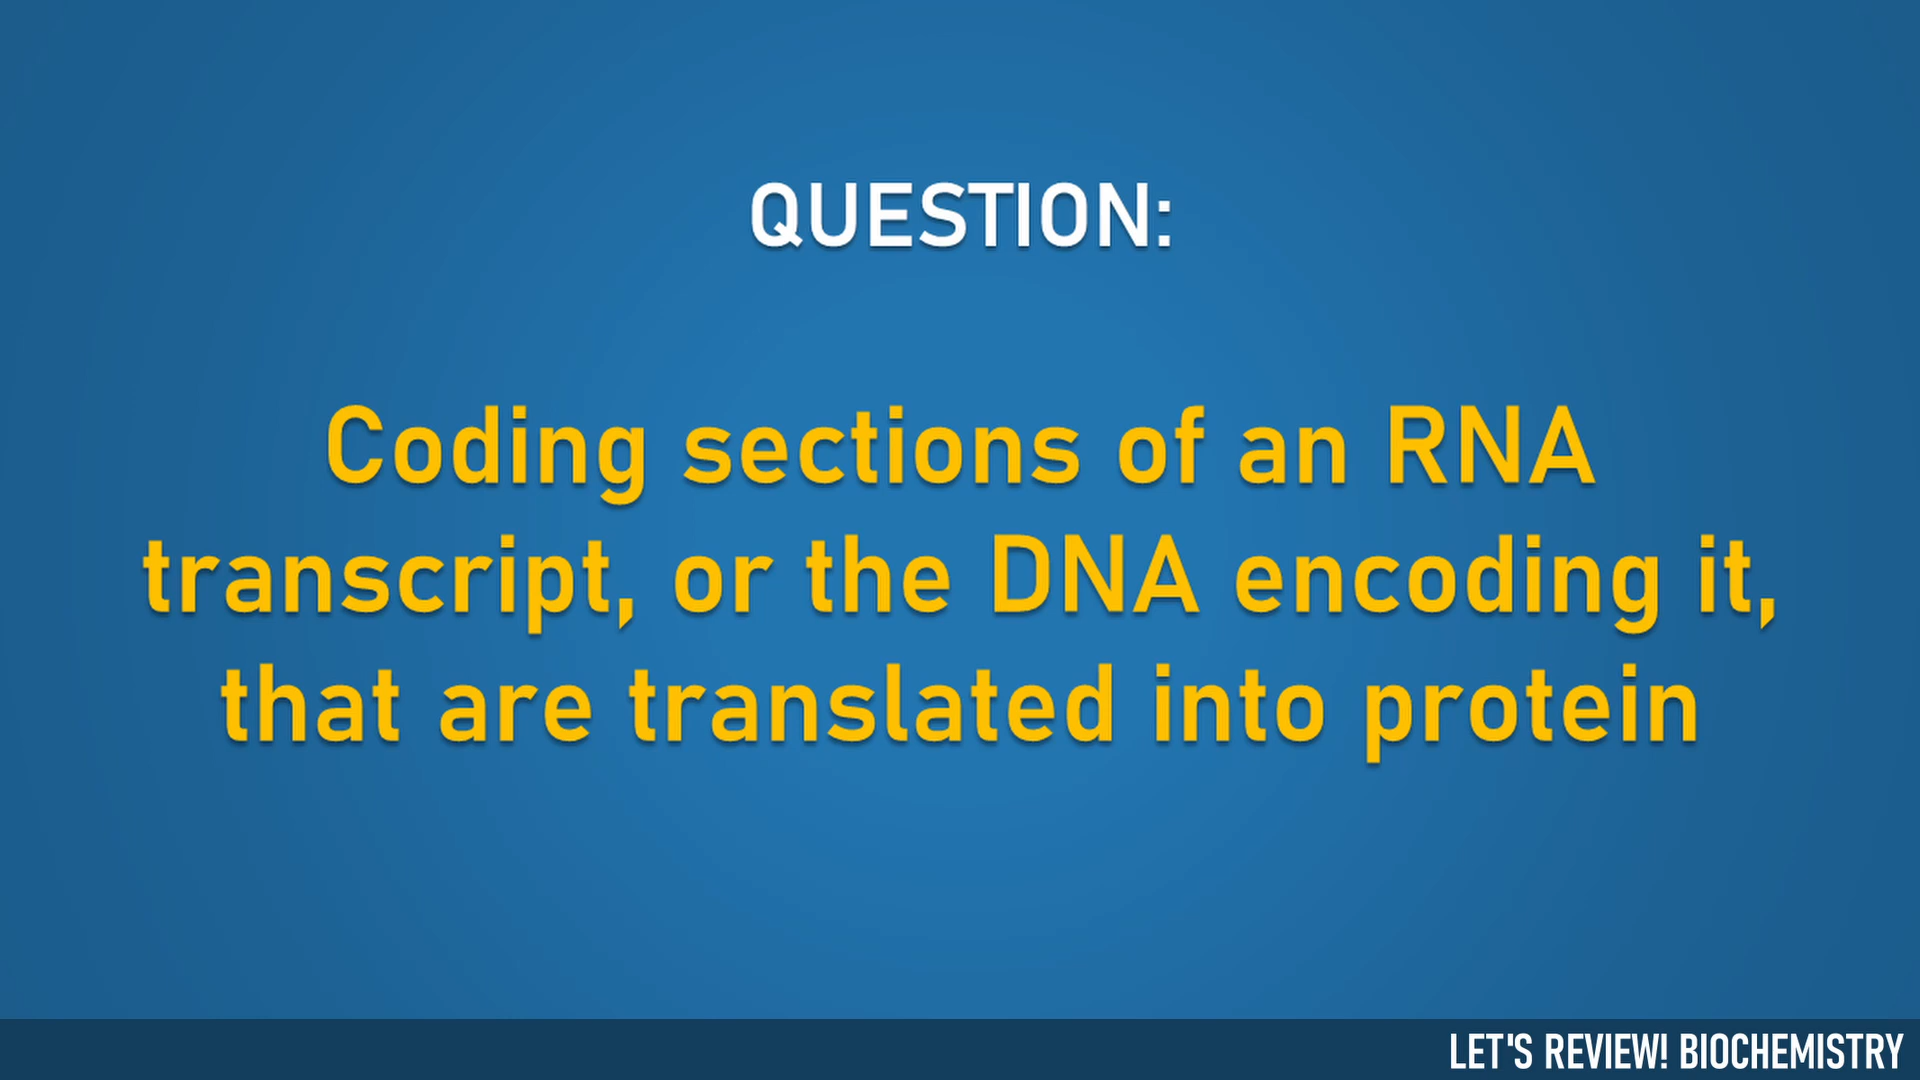 QUESTION:
Coding sections of an RNA
transcript, or the DNA encoding it,
that are translated into protein
LET'S REVIEW! BIOCHEMISTRY